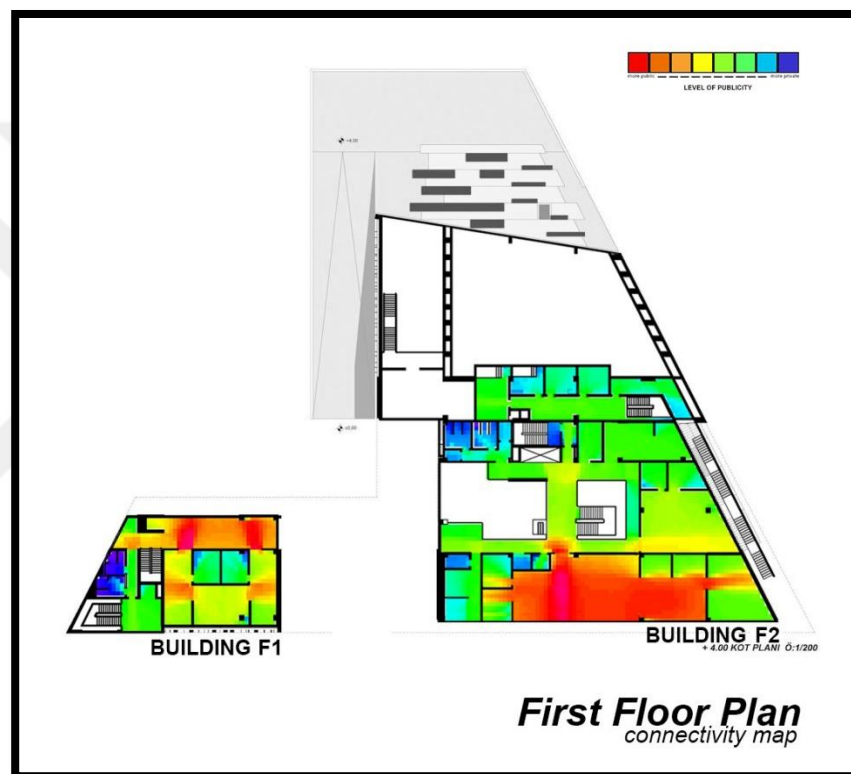 more public more private
LEVEL OF PUBLICITY
BUILDING F1
BUILDING F2
+ 4.00 KOT PLANI Ö:1/200
First Floor Plan
connectivity map